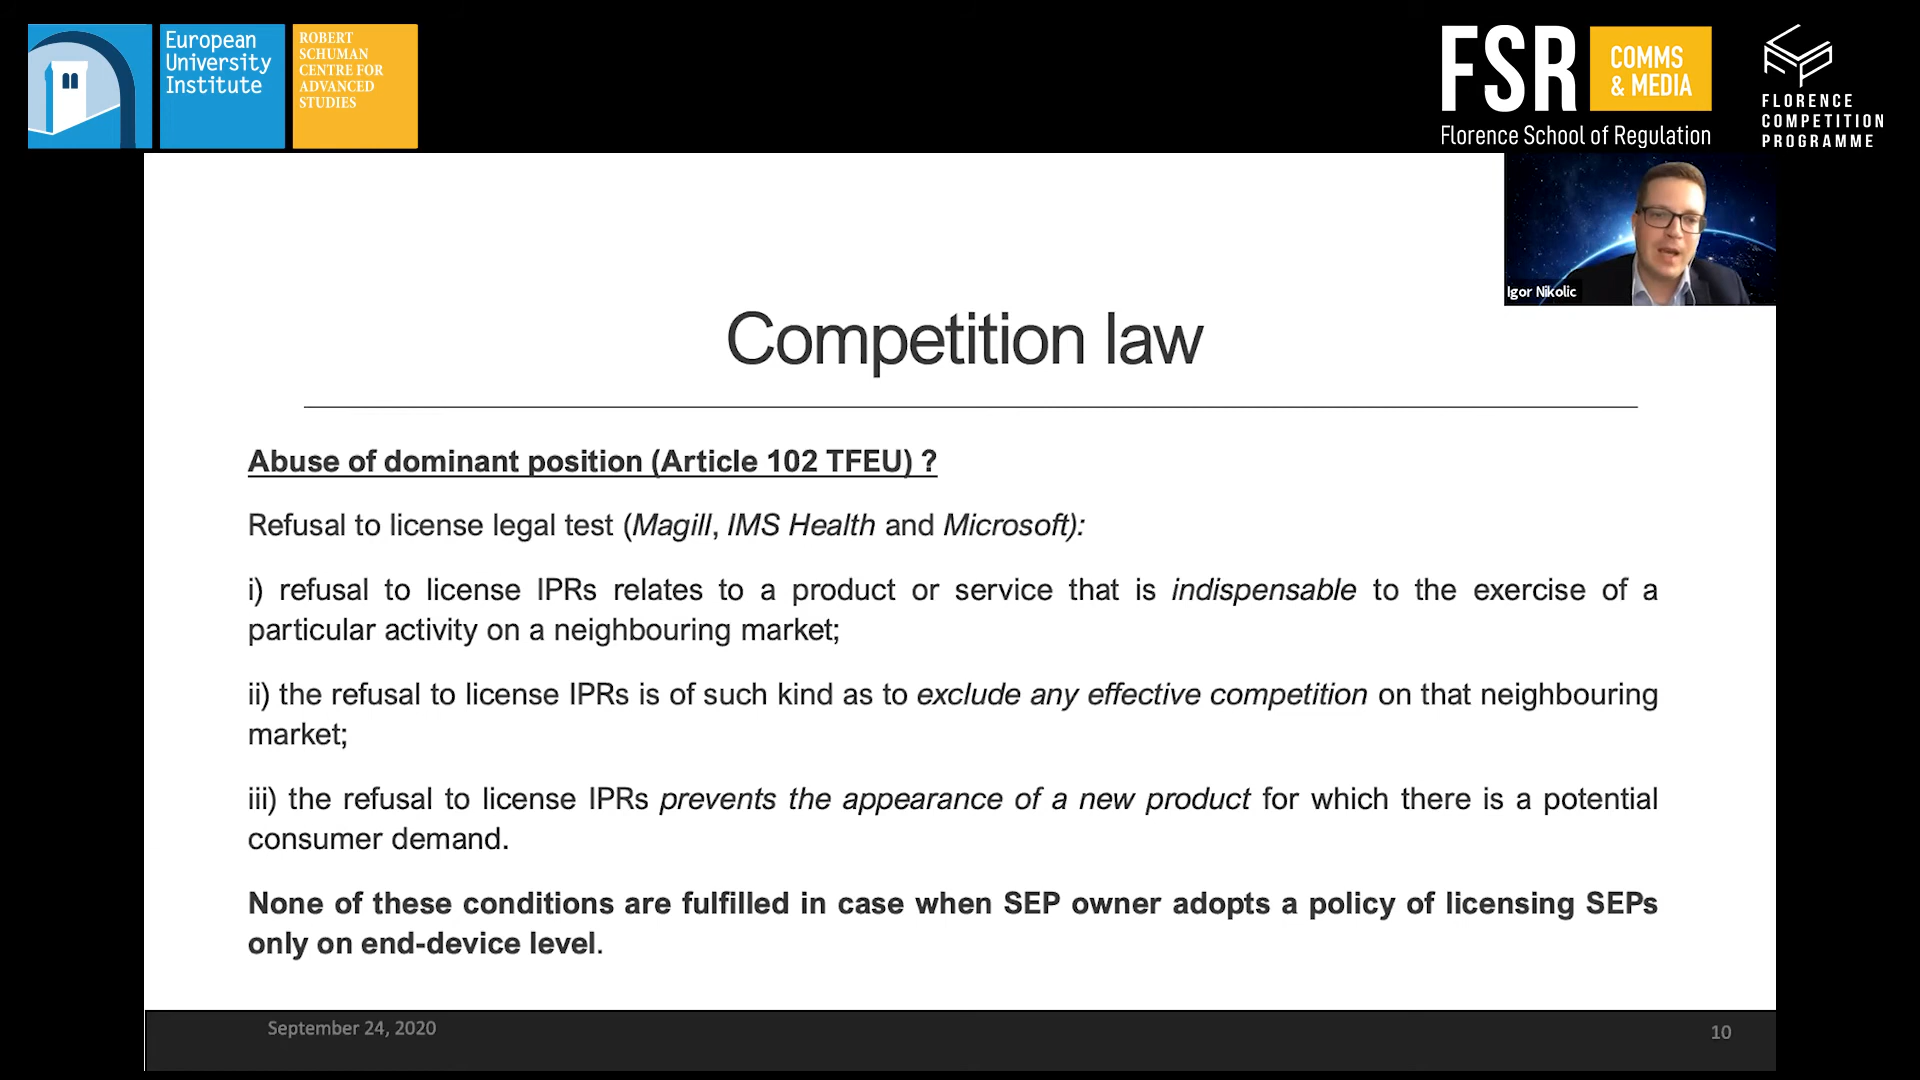 European
University
Institute
ROBERT
SCHUMAN
CENTRE FOR
ADVANCED
STUDIES
FSR
COMMS
& MEDIA
Florence School of Regulation
FLORENCE
COMPETITION
PROGRAMME
Igor Nikolic
Competition law
Abuse of dominant position (Article 102 TFEU) ?
Refusal to license legal test (Magill, IMS Health and Microsoft):
i) refusal to license IPRs relates to a product or service that is indispensable to the exercise of a
particular activity on a neighbouring market;
ii) the refusal to license IPRs is of such kind as to exclude any effective competition on that neighbouring
market;
iii) the refusal to license IPRs prevents the appearance of a new product for which there is a potential
consumer demand.
None of these conditions are fulfilled in case when SEP owner adopts a policy of licensing SEPs
only on end-device level.
September 24, 2020
10